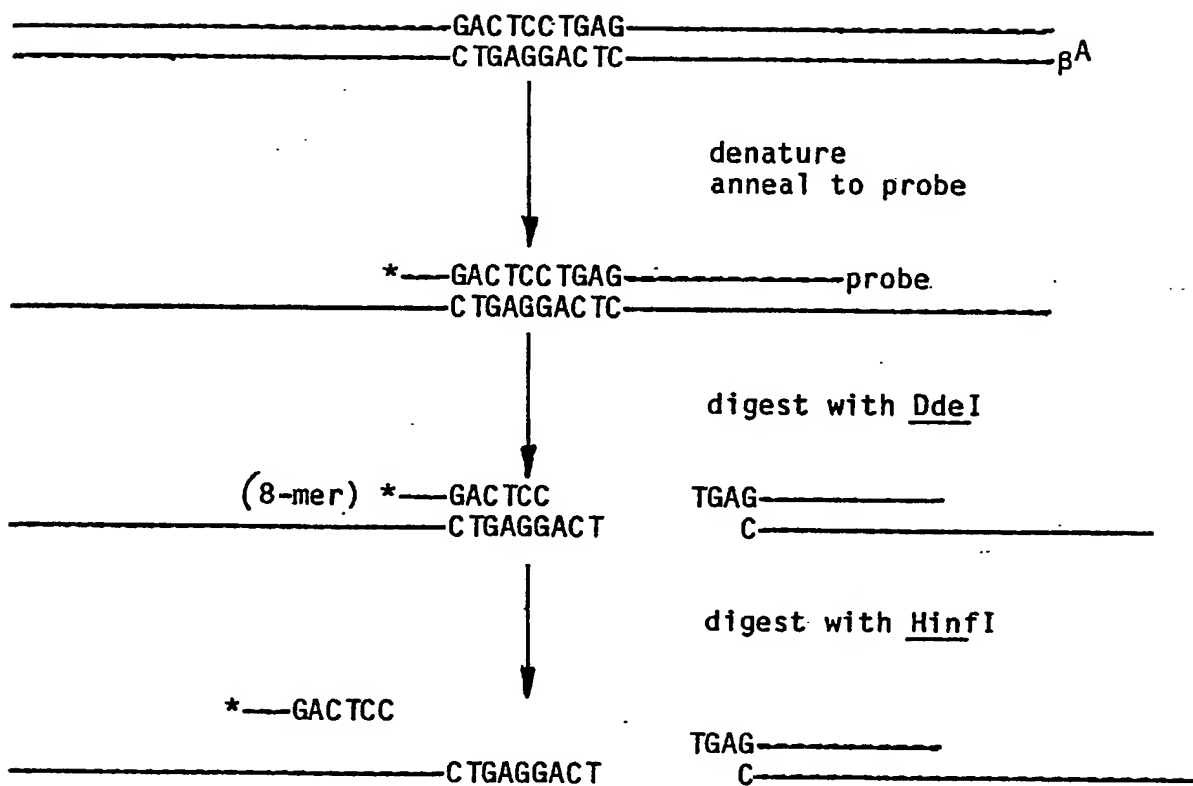 GACTCCTGAG
CTGAGGACTC βA
denature
anneal to probe
*—GACTCCTGAG—probe
CTGAGGACTC
digest with DdeI
(8-mer) *—GACTCC TGAG
CTGAGGACT C
digest with HinfI
*—GACTCC
TGAG
CTGAGGACT C